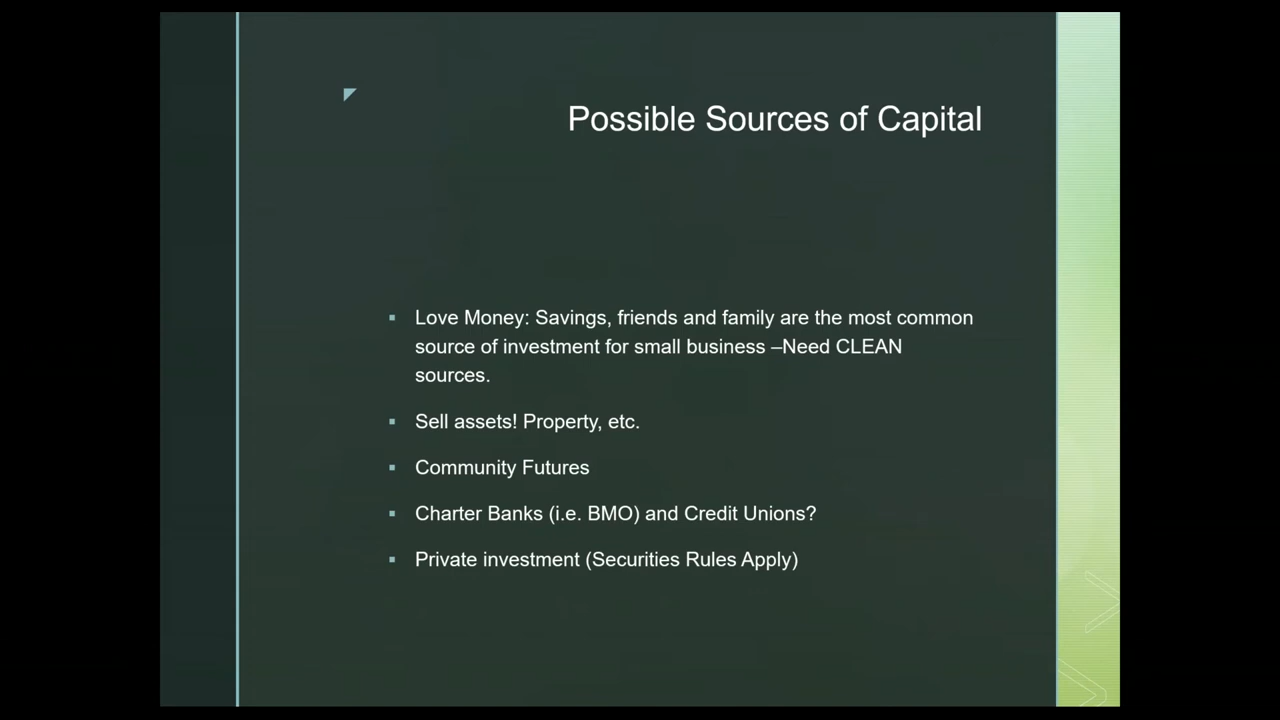 Possible Sources of Capital
▪ Love Money: Savings, friends and family are the most common
source of investment for small business –Need CLEAN
sources.
▪ Sell assets! Property, etc.
▪ Community Futures
▪ Charter Banks (i.e. BMO) and Credit Unions?
▪ Private investment (Securities Rules Apply)